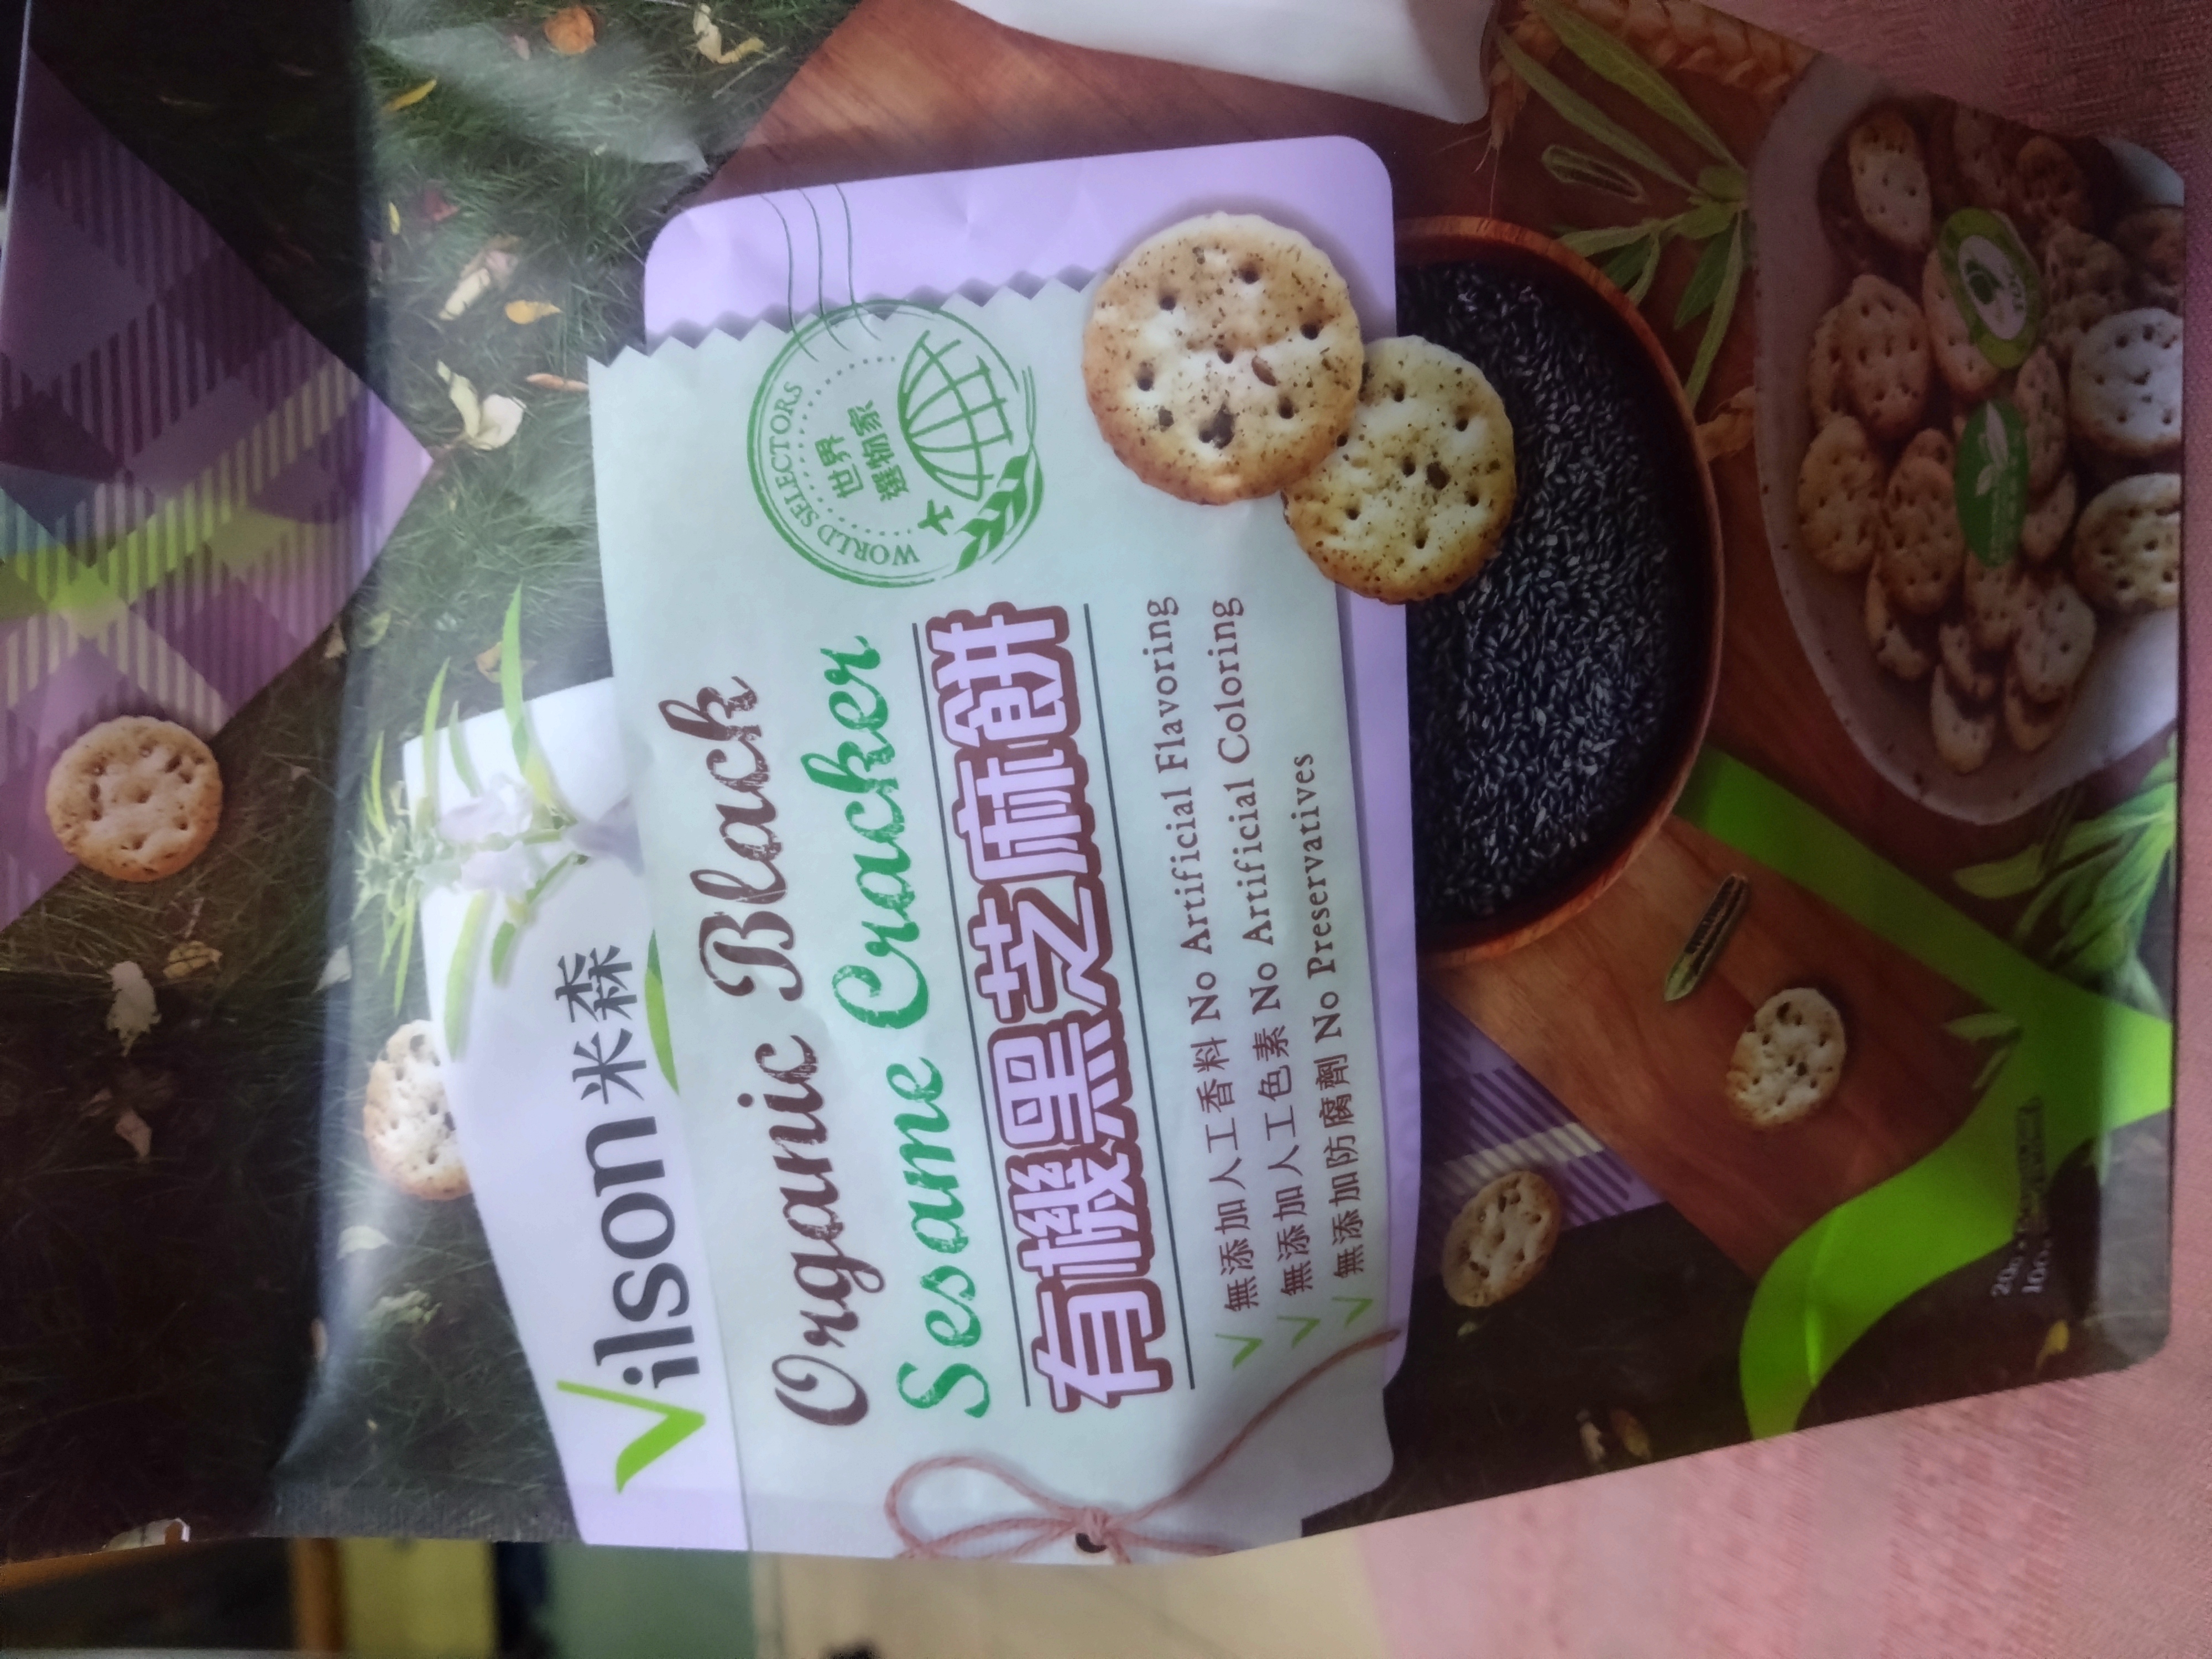 Vilson 米森
Organic Black
Sesame Cracker
有機黑芝麻餅
WORLD SELECTORS
世界
選物家
無添加人工香料 No Artificial Flavoring
無添加人工色素 No Artificial Coloring
無添加防腐劑 No Preservatives